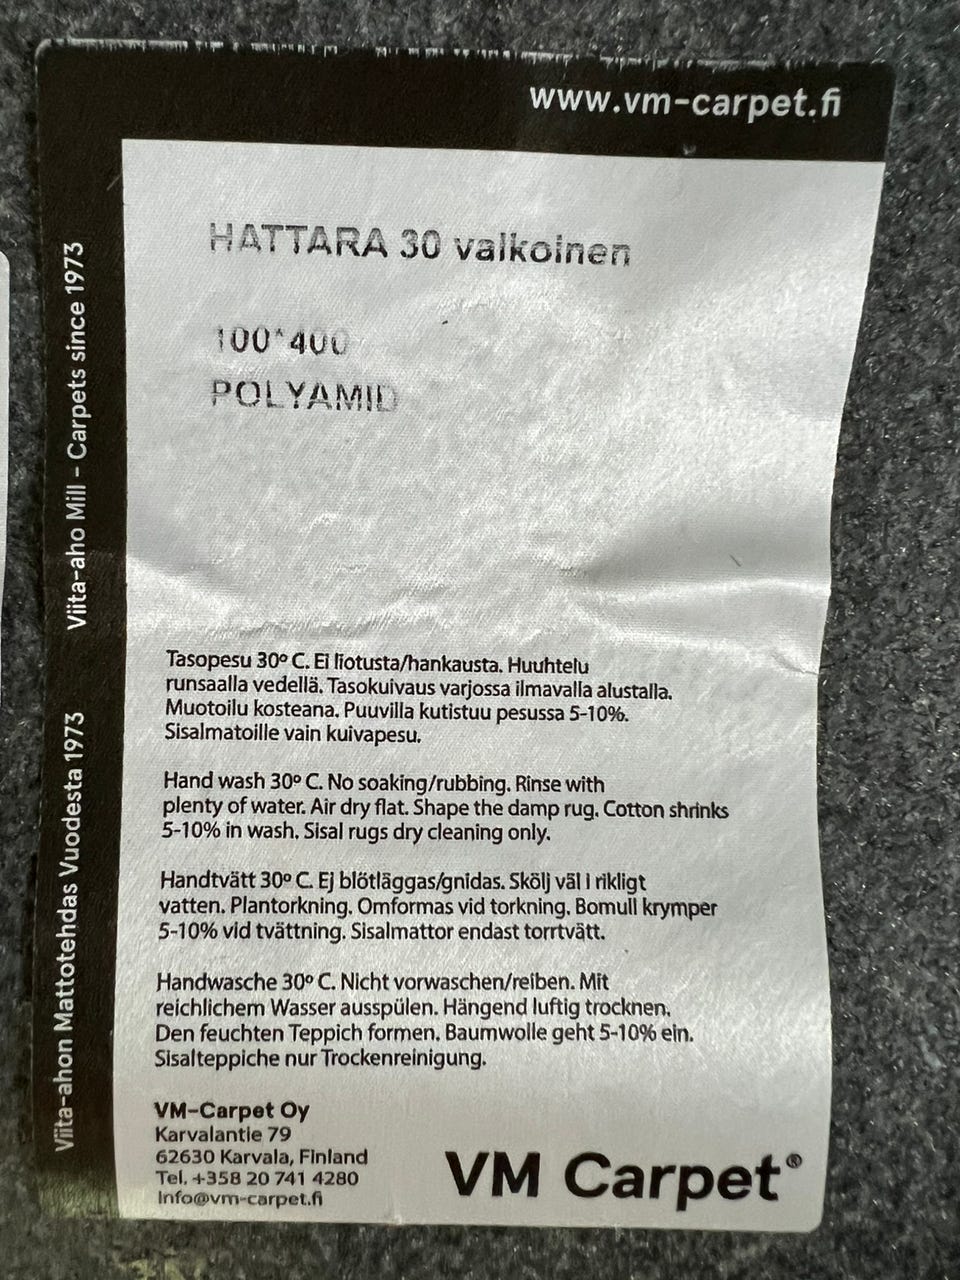 www.vm-carpet.fi
Viita-aho Mill - Carpets since 1973
Viita-ahon Mattotehdas Vuodesta 1973
HATTARA 30 valkoinen
100*400
POLYAMID
Tasopesu 30º C. Ei liotusta/hankausta. Huuhtelu
runsaalla vedellä. Tasokuivaus varjossa ilmavalla alustalla.
Muotoilu kosteana. Puuvilla kutistuu pesussa 5-10%.
Sisalmatoille vain kuivapesu.
Hand wash 30º C. No soaking/rubbing. Rinse with
plenty of water. Air dry flat. Shape the damp rug. Cotton shrinks
5-10% in wash. Sisal rugs dry cleaning only.
Handtvätt 30º C. Ej blötläggas/gnidas. Skölj väl i rikligt
vatten. Plantorkning. Omformas vid torkning. Bomull krymper
5-10% vid tvättning. Sisalmattor endast torrtvätt.
Handwasche 30º C. Nicht vorwaschen/reiben. Mit
reichlichem Wasser ausspülen. Hängend luftig trocknen.
Den feuchten Teppich formen. Baumwolle geht 5-10% ein.
Sisalteppiche nur Trockenreinigung.
VM-Carpet Oy
Karvalantie 79
62630 Karvala, Finland
Tel. +358 20 741 4280
Info@vm-carpet.fi
VM Carpet®